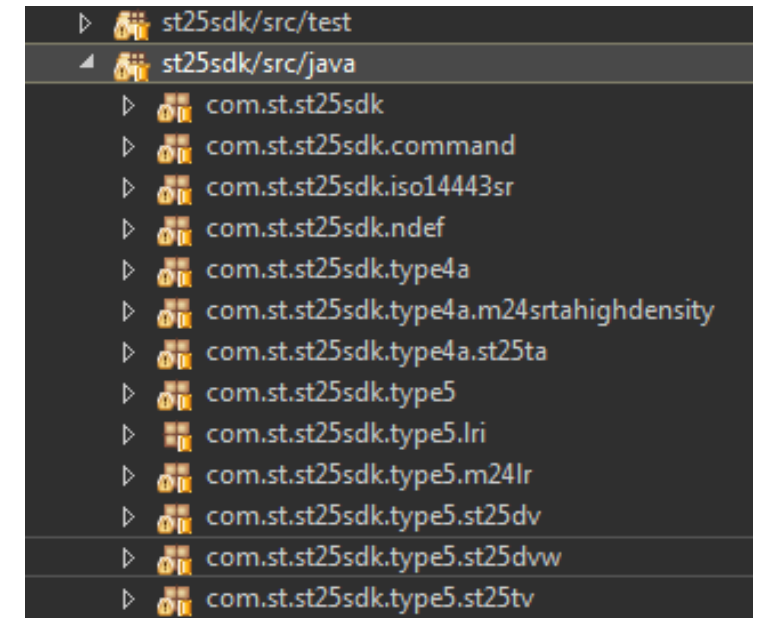 st25sdk/src/test
st25sdk/src/java
com.st.st25sdk
com.st.st25sdk.command
com.st.st25sdk.iso14443sr
com.st.st25sdk.ndef
com.st.st25sdk.type4a
com.st.st25sdk.type4a.m24srtahighdensity
com.st.st25sdk.type4a.st25ta
com.st.st25sdk.type5
com.st.st25sdk.type5.lri
com.st.st25sdk.type5.m24lr
com.st.st25sdk.type5.st25dv
com.st.st25sdk.type5.st25dvw
com.st.st25sdk.type5.st25tv